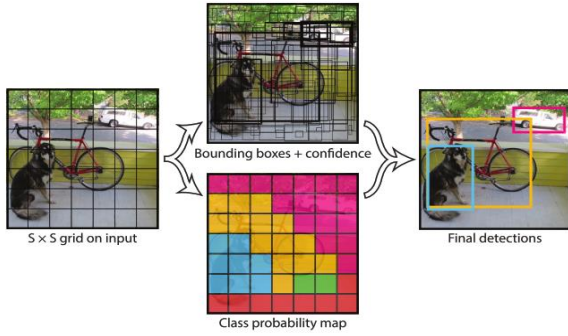 Bounding boxes + confidence
S × S grid on input
Final detections
Class probability map